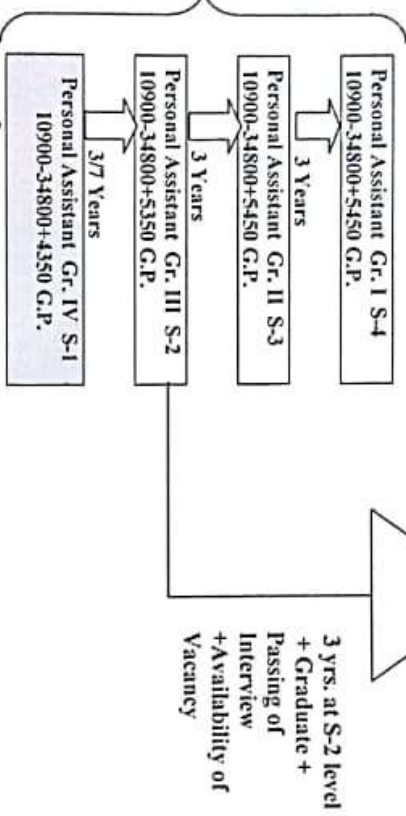 Personal Assistant Gr. I S-4
10900-34800+5450 G.P.
3 Years
Personal Assistant Gr. II S-3
10900-34800+5450 G.P.
3 Years
Personal Assistant Gr. III S-2
10900-34800+5350 G.P.
3/7 Years
Personal Assistant Gr. IV S-1
10900-34800+4350 G.P.
3 yrs. at S-2 level
+ Graduate +
Passing of
Interview
+Availability of
Vacancy